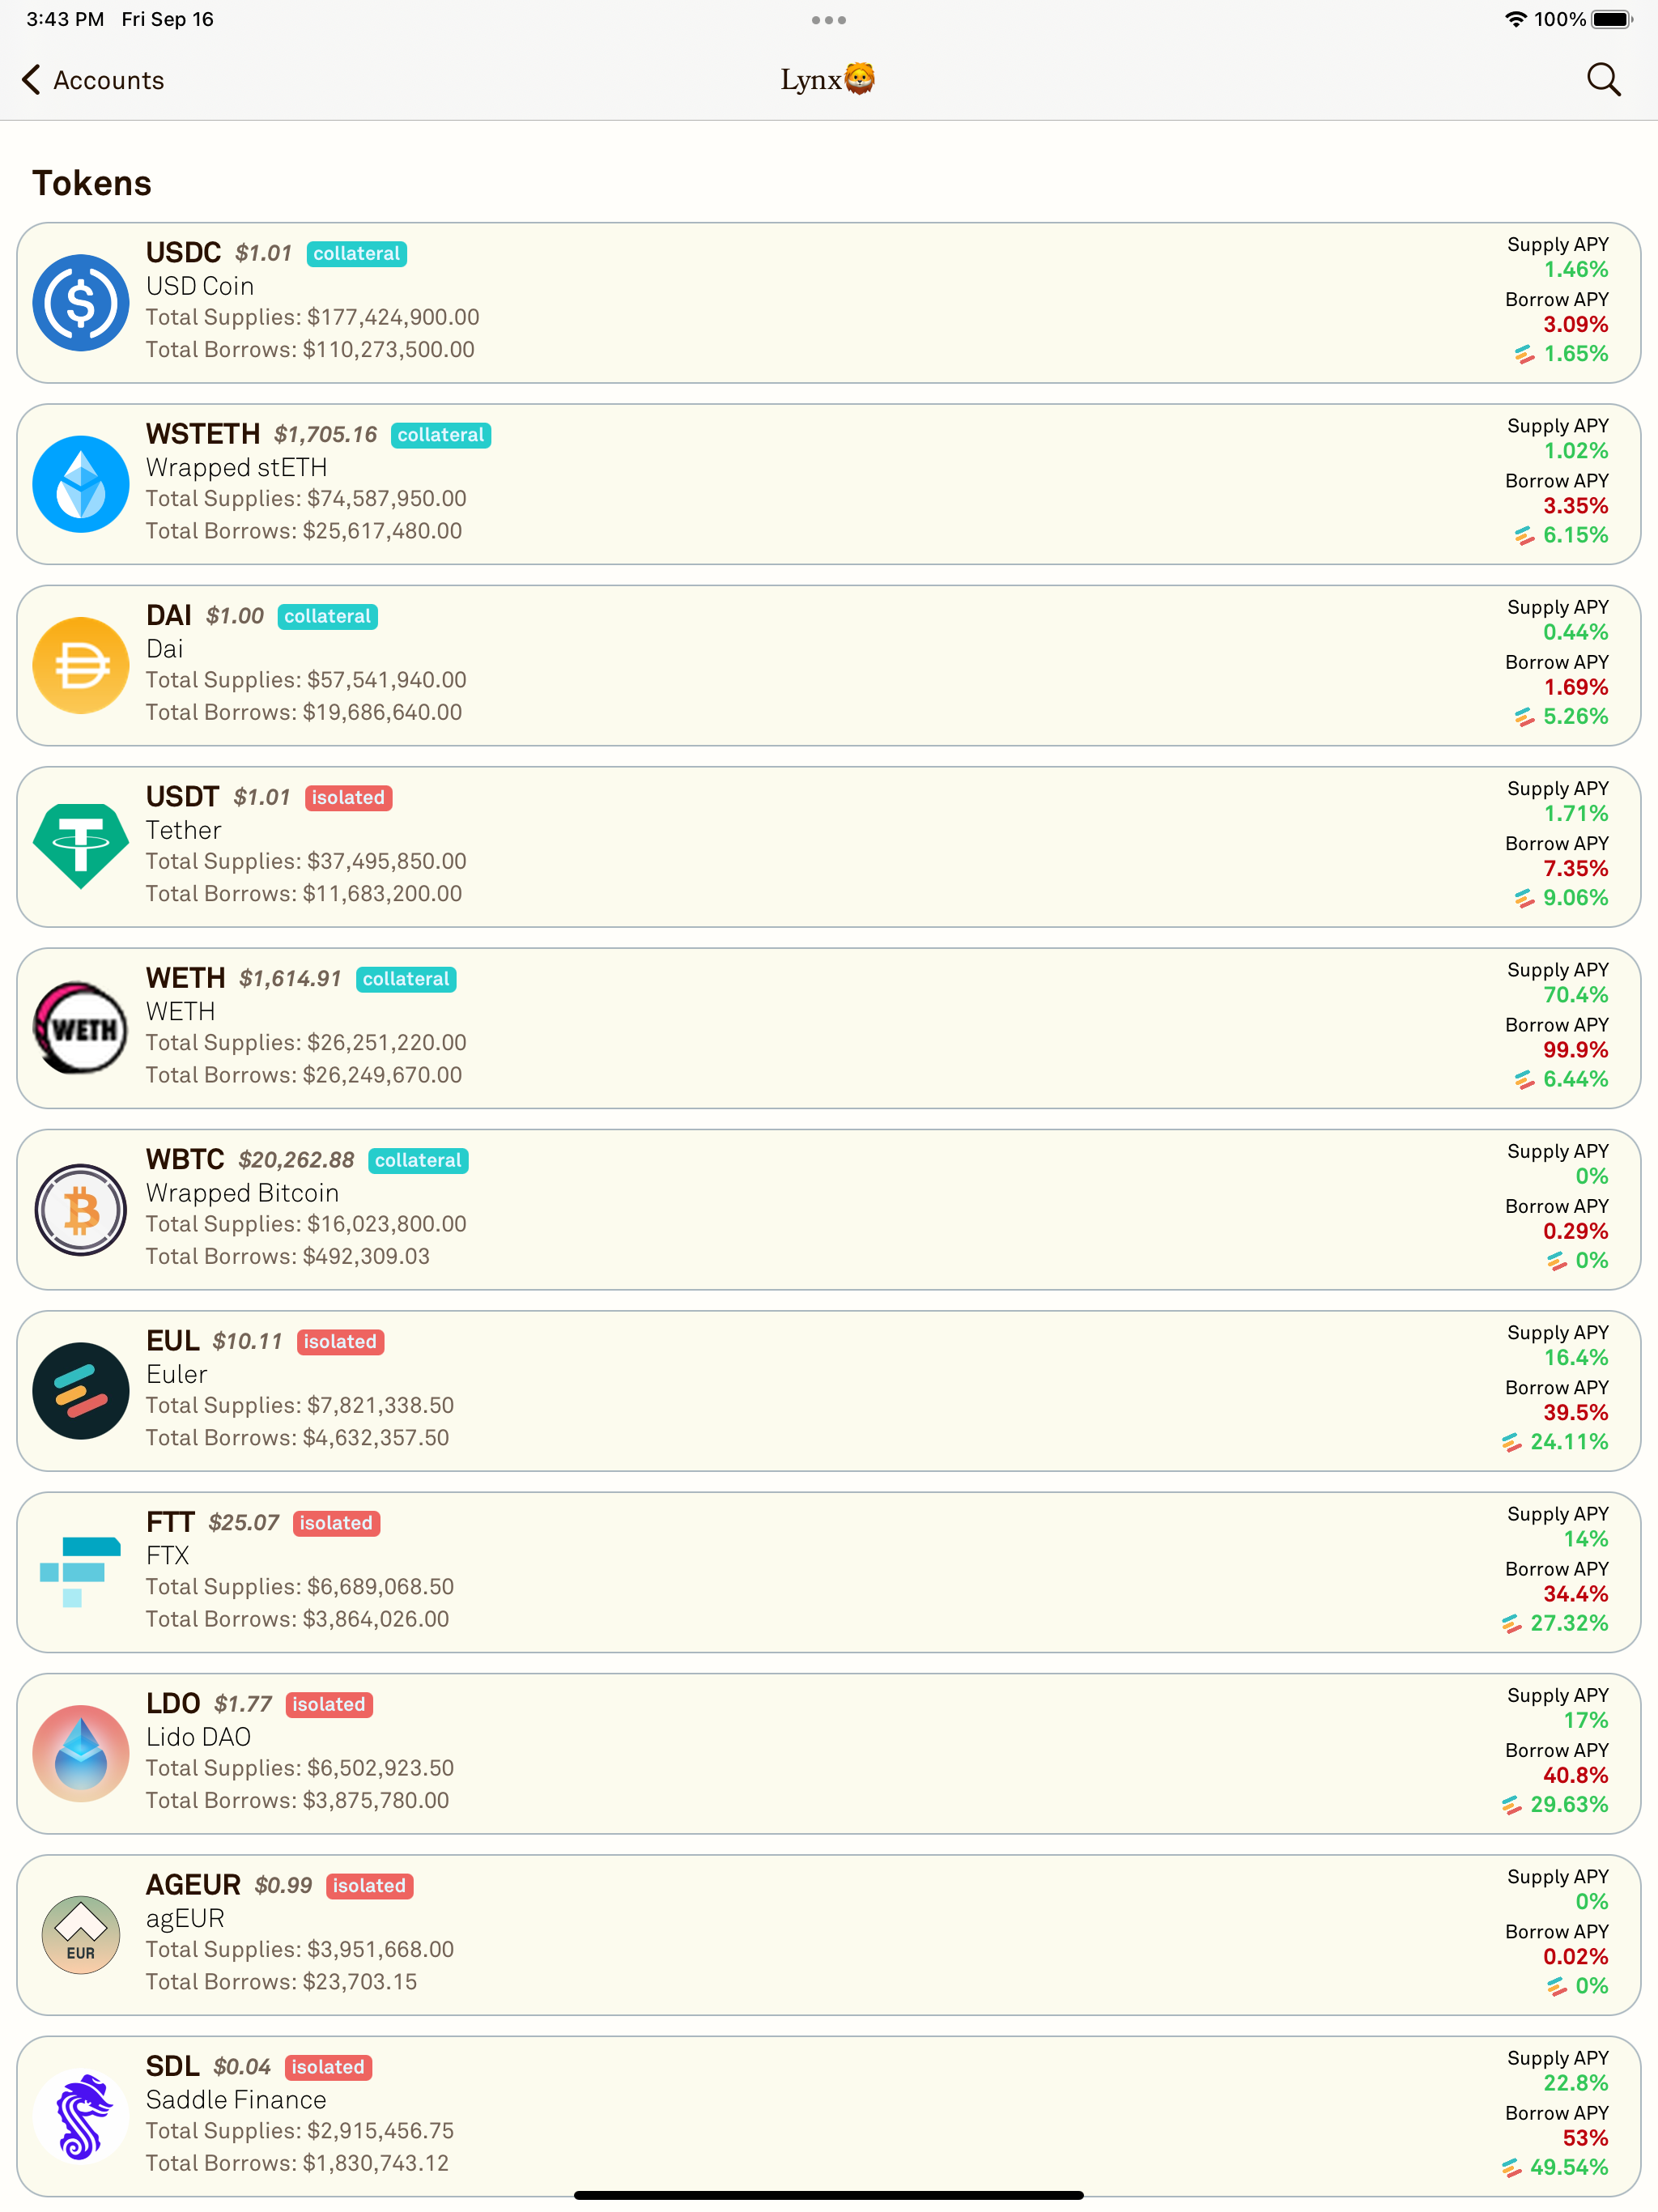 3:43 PM Fri Sep 16
100%
Accounts
Lynx🦁
Tokens
USDC $1.01 collateral
USD Coin
Total Supplies: $177,424,900.00
Total Borrows: $110,273,500.00
Supply APY
1.46%
Borrow APY
3.09%
1.65%
WSTETH $1,705.16 collateral
Wrapped stETH
Total Supplies: $74,587,950.00
Total Borrows: $25,617,480.00
Supply APY
1.02%
Borrow APY
3.35%
6.15%
DAI $1.00 collateral
Dai
Total Supplies: $57,541,940.00
Total Borrows: $19,686,640.00
Supply APY
0.44%
Borrow APY
1.69%
5.26%
USDT $1.01 isolated
Tether
Total Supplies: $37,495,850.00
Total Borrows: $11,683,200.00
Supply APY
1.71%
Borrow APY
7.35%
9.06%
WETH
WETH $1,614.91 collateral
WETH
Total Supplies: $26,251,220.00
Total Borrows: $26,249,670.00
Supply APY
70.4%
Borrow APY
99.9%
6.44%
WBTC $20,262.88 collateral
Wrapped Bitcoin
Total Supplies: $16,023,800.00
Total Borrows: $492,309.03
Supply APY
0%
Borrow APY
0.29%
0%
EUL $10.11 isolated
Euler
Total Supplies: $7,821,338.50
Total Borrows: $4,632,357.50
Supply APY
16.4%
Borrow APY
39.5%
24.11%
FTT $25.07 isolated
FTX
Total Supplies: $6,689,068.50
Total Borrows: $3,864,026.00
Supply APY
14%
Borrow APY
34.4%
27.32%
LDO $1.77 isolated
Lido DAO
Total Supplies: $6,502,923.50
Total Borrows: $3,875,780.00
Supply APY
17%
Borrow APY
40.8%
29.63%
EUR
AGEUR $0.99 isolated
agEUR
Total Supplies: $3,951,668.00
Total Borrows: $23,703.15
Supply APY
0%
Borrow APY
0.02%
0%
SDL $0.04 isolated
Saddle Finance
Total Supplies: $2,915,456.75
Total Borrows: $1,830,743.12
Supply APY
22.8%
Borrow APY
53%
49.54%